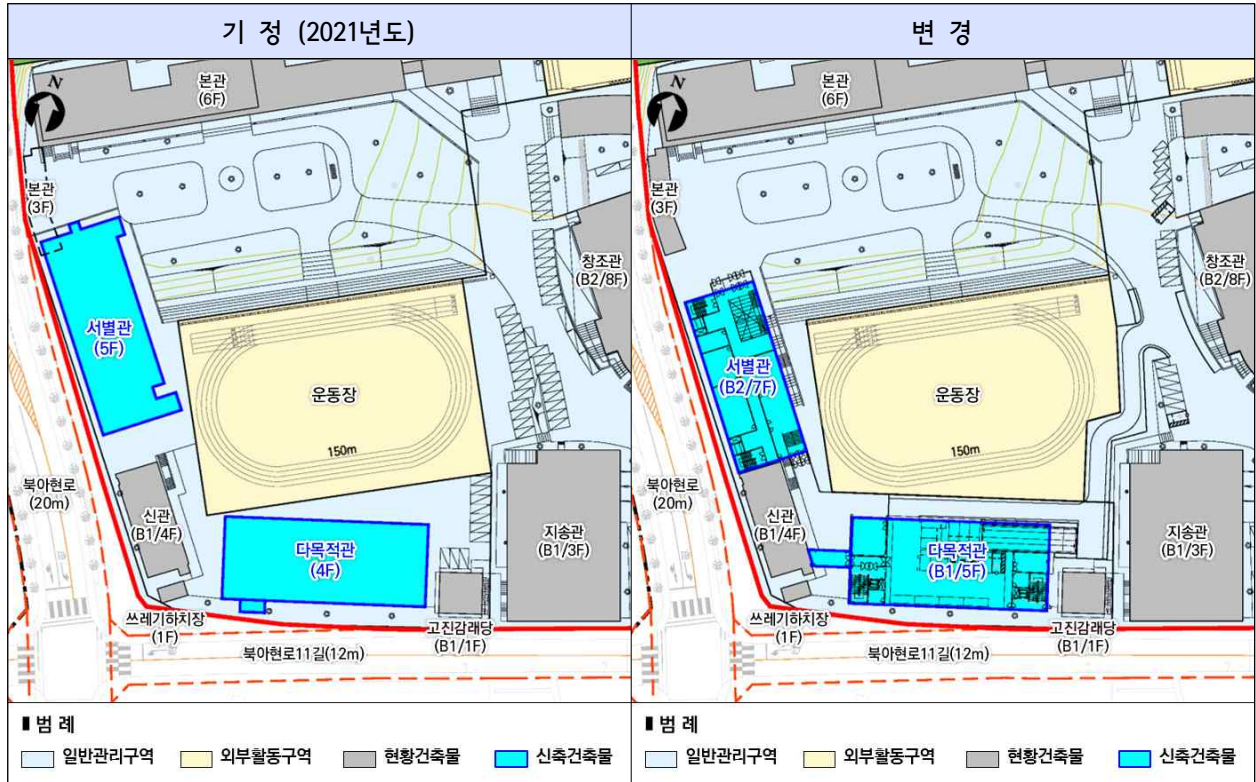 기 정 (2021년도)
N
본관
(6F)
본관
(3F)
서별관
(5F)
창조관
(B2/8F)
운동장
150m
북아현로
(20m)
신관
(B1/4F)
다목적관
(4F)
지송관
(B1/3F)
쓰레기하치장
(1F)
고진감래당
(B1/1F)
북아현로11길(12m)
▮범 례
일반관리구역
외부활동구역
현황건축물
신축건축물
변 경
N
본관
(6F)
본관
(3F)
서별관
(B2/7F)
창조관
(B2/8F)
운동장
150m
북아현로
(20m)
신관
(B1/4F)
다목적관
(B1/5F)
지송관
(B1/3F)
쓰레기하치장
(1F)
고진감래당
(B1/1F)
북아현로11길(12m)
▮범 례
일반관리구역
외부활동구역
현황건축물
신축건축물